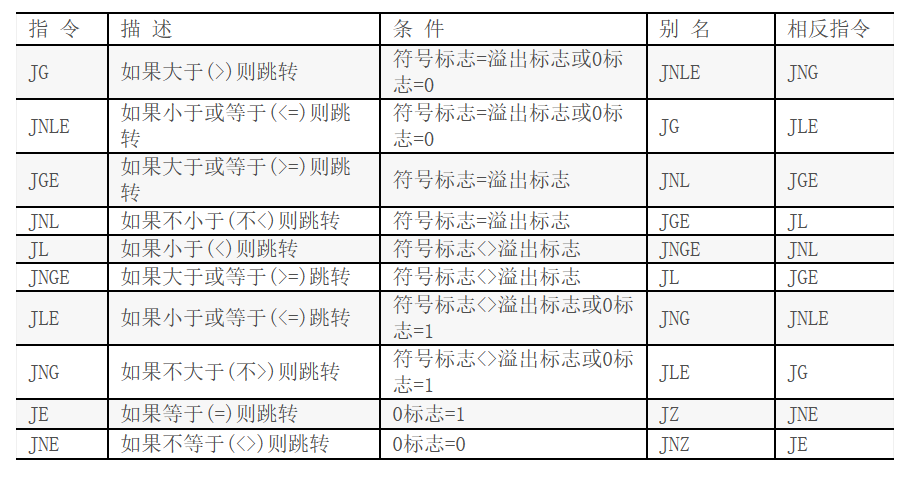 指 令 描 述 条 件 别 名 相反指令
JG 如果大于(>)则跳转 符号标志=溢出标志或0标 JNLE JNG
志=0
JNLE 如果小于或等于(<=)则跳 符号标志=溢出标志或0标 JG JLE
转 志=0
JGE 如果大于或等于(>=)则跳 符号标志=溢出标志 JNL JGE
转
JNL 如果不小于(不<)则跳转 符号标志=溢出标志 JGE JL
JL 如果小于(<)则跳转 符号标志<>溢出标志 JNGE JNL
JNGE 如果大于或等于(>=)跳转 符号标志<>溢出标志 JL JGE
JLE 如果小于或等于(<=)跳转 符号标志<>溢出标志或0标 JNG JNLE
志=1
JNG 如果不大于(不>)则跳转 符号标志<>溢出标志或0标 JLE JG
志=1
JE 如果等于(=)则跳转 0标志=1 JZ JNE
JNE 如果不等于(<>)则跳转 0标志=0 JNZ JE